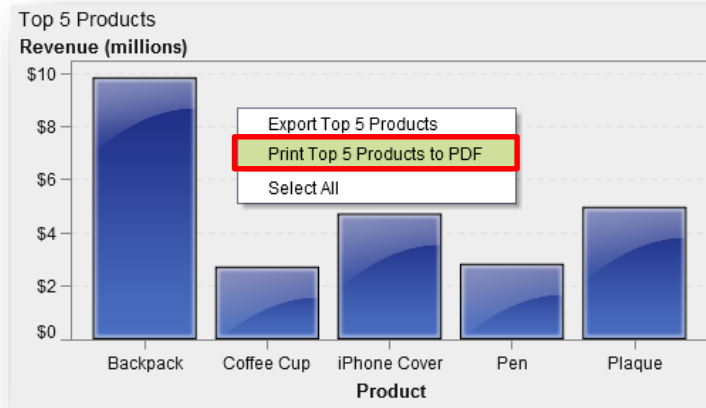 Top 5 Products
Revenue (millions)
$10
$8
$6
$4
$2
$0
Export Top 5 Products
Print Top 5 Products to PDF
Select All
Backpack Coffee Cup iPhone Cover Pen Plaque
Product